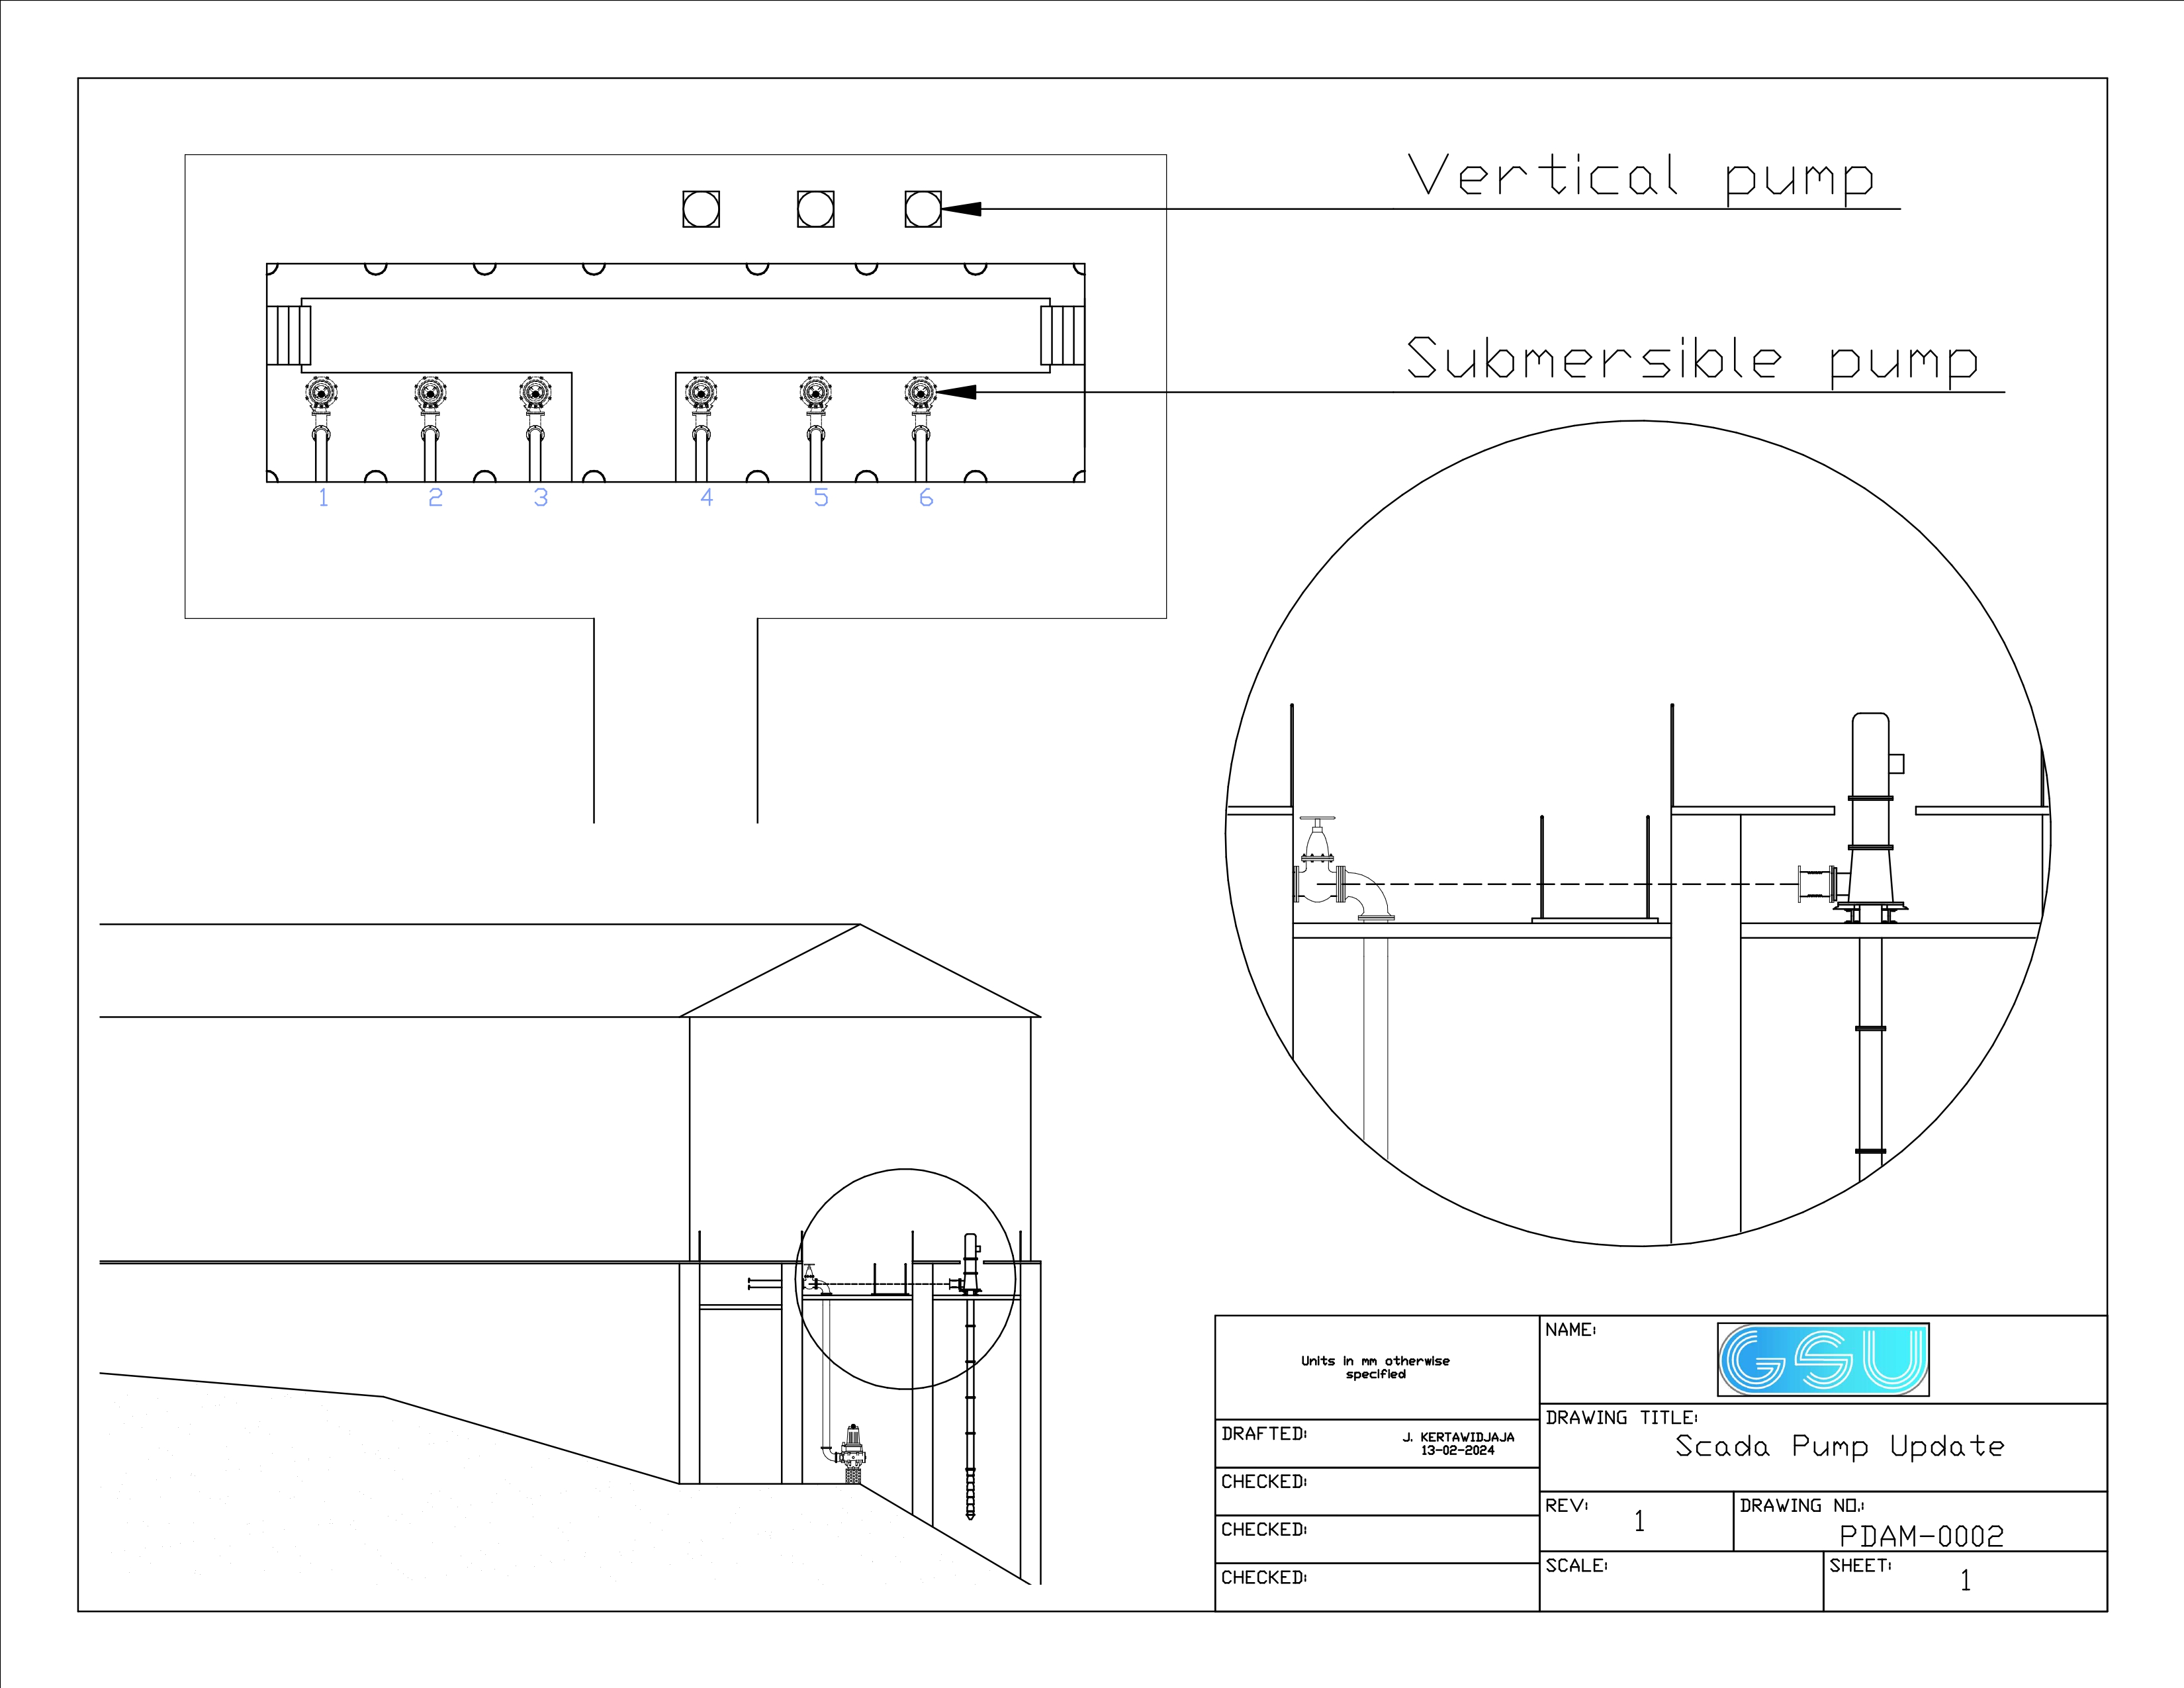 Vertical pump
Submersible pump
1 2 3 4 5 6
Units in mm otherwise
specified
NAME:
GSU
DRAFTED:
J. KERTAWIDJAJA
13-02-2024
DRAWING TITLE:
Scada Pump Update
CHECKED:
REV:
1
DRAWING NO.:
PDAM-0002
CHECKED:
SCALE:
SHEET:
1
CHECKED: